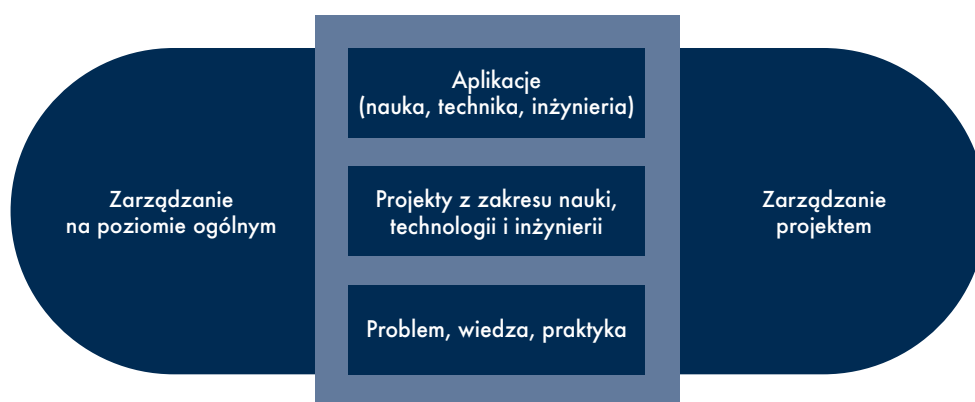 Zarządzanie
na poziomie ogólnym
Aplikacje
(nauka, technika, inżynieria)
Projekty z zakresu nauki,
technologii i inżynierii
Problem, wiedza, praktyka
Zarządzanie
projektem